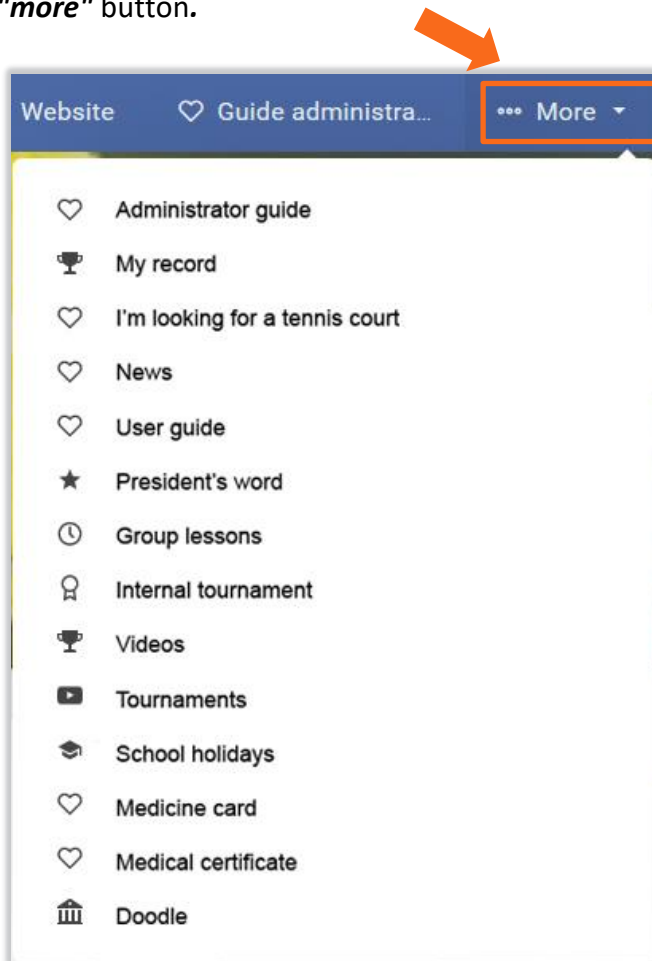 "more" button.
Website Guide administra... More
Administrator guide
My record
I'm looking for a tennis court
News
User guide
President's word
Group lessons
Internal tournament
Videos
Tournaments
School holidays
Medicine card
Medical certificate
Doodle